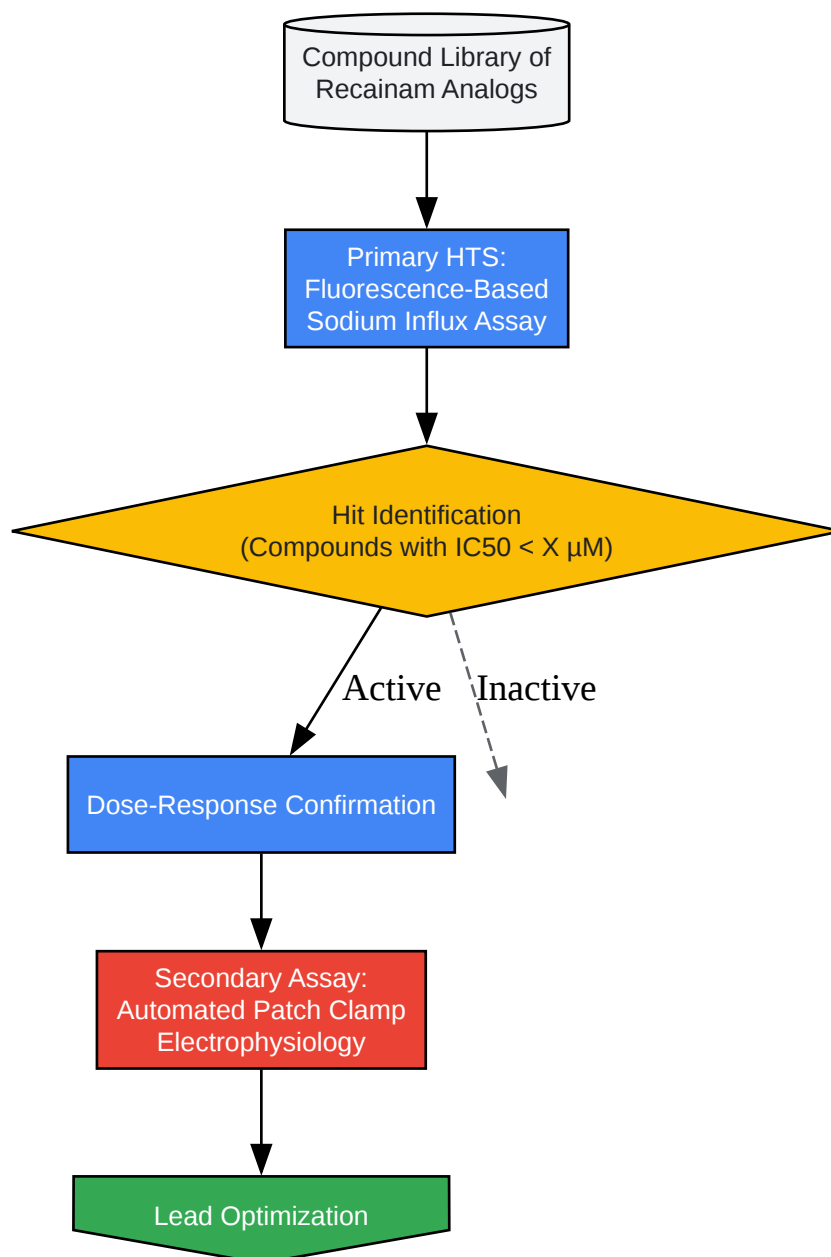 Compound Library of
Recainam Analogs
Primary HTS:
Fluorescence-Based
Sodium Influx Assay
Hit Identification
(Compounds with IC50 < X µM)
Active
Inactive
Dose-Response Confirmation
Secondary Assay:
Automated Patch Clamp
Electrophysiology
Lead Optimization